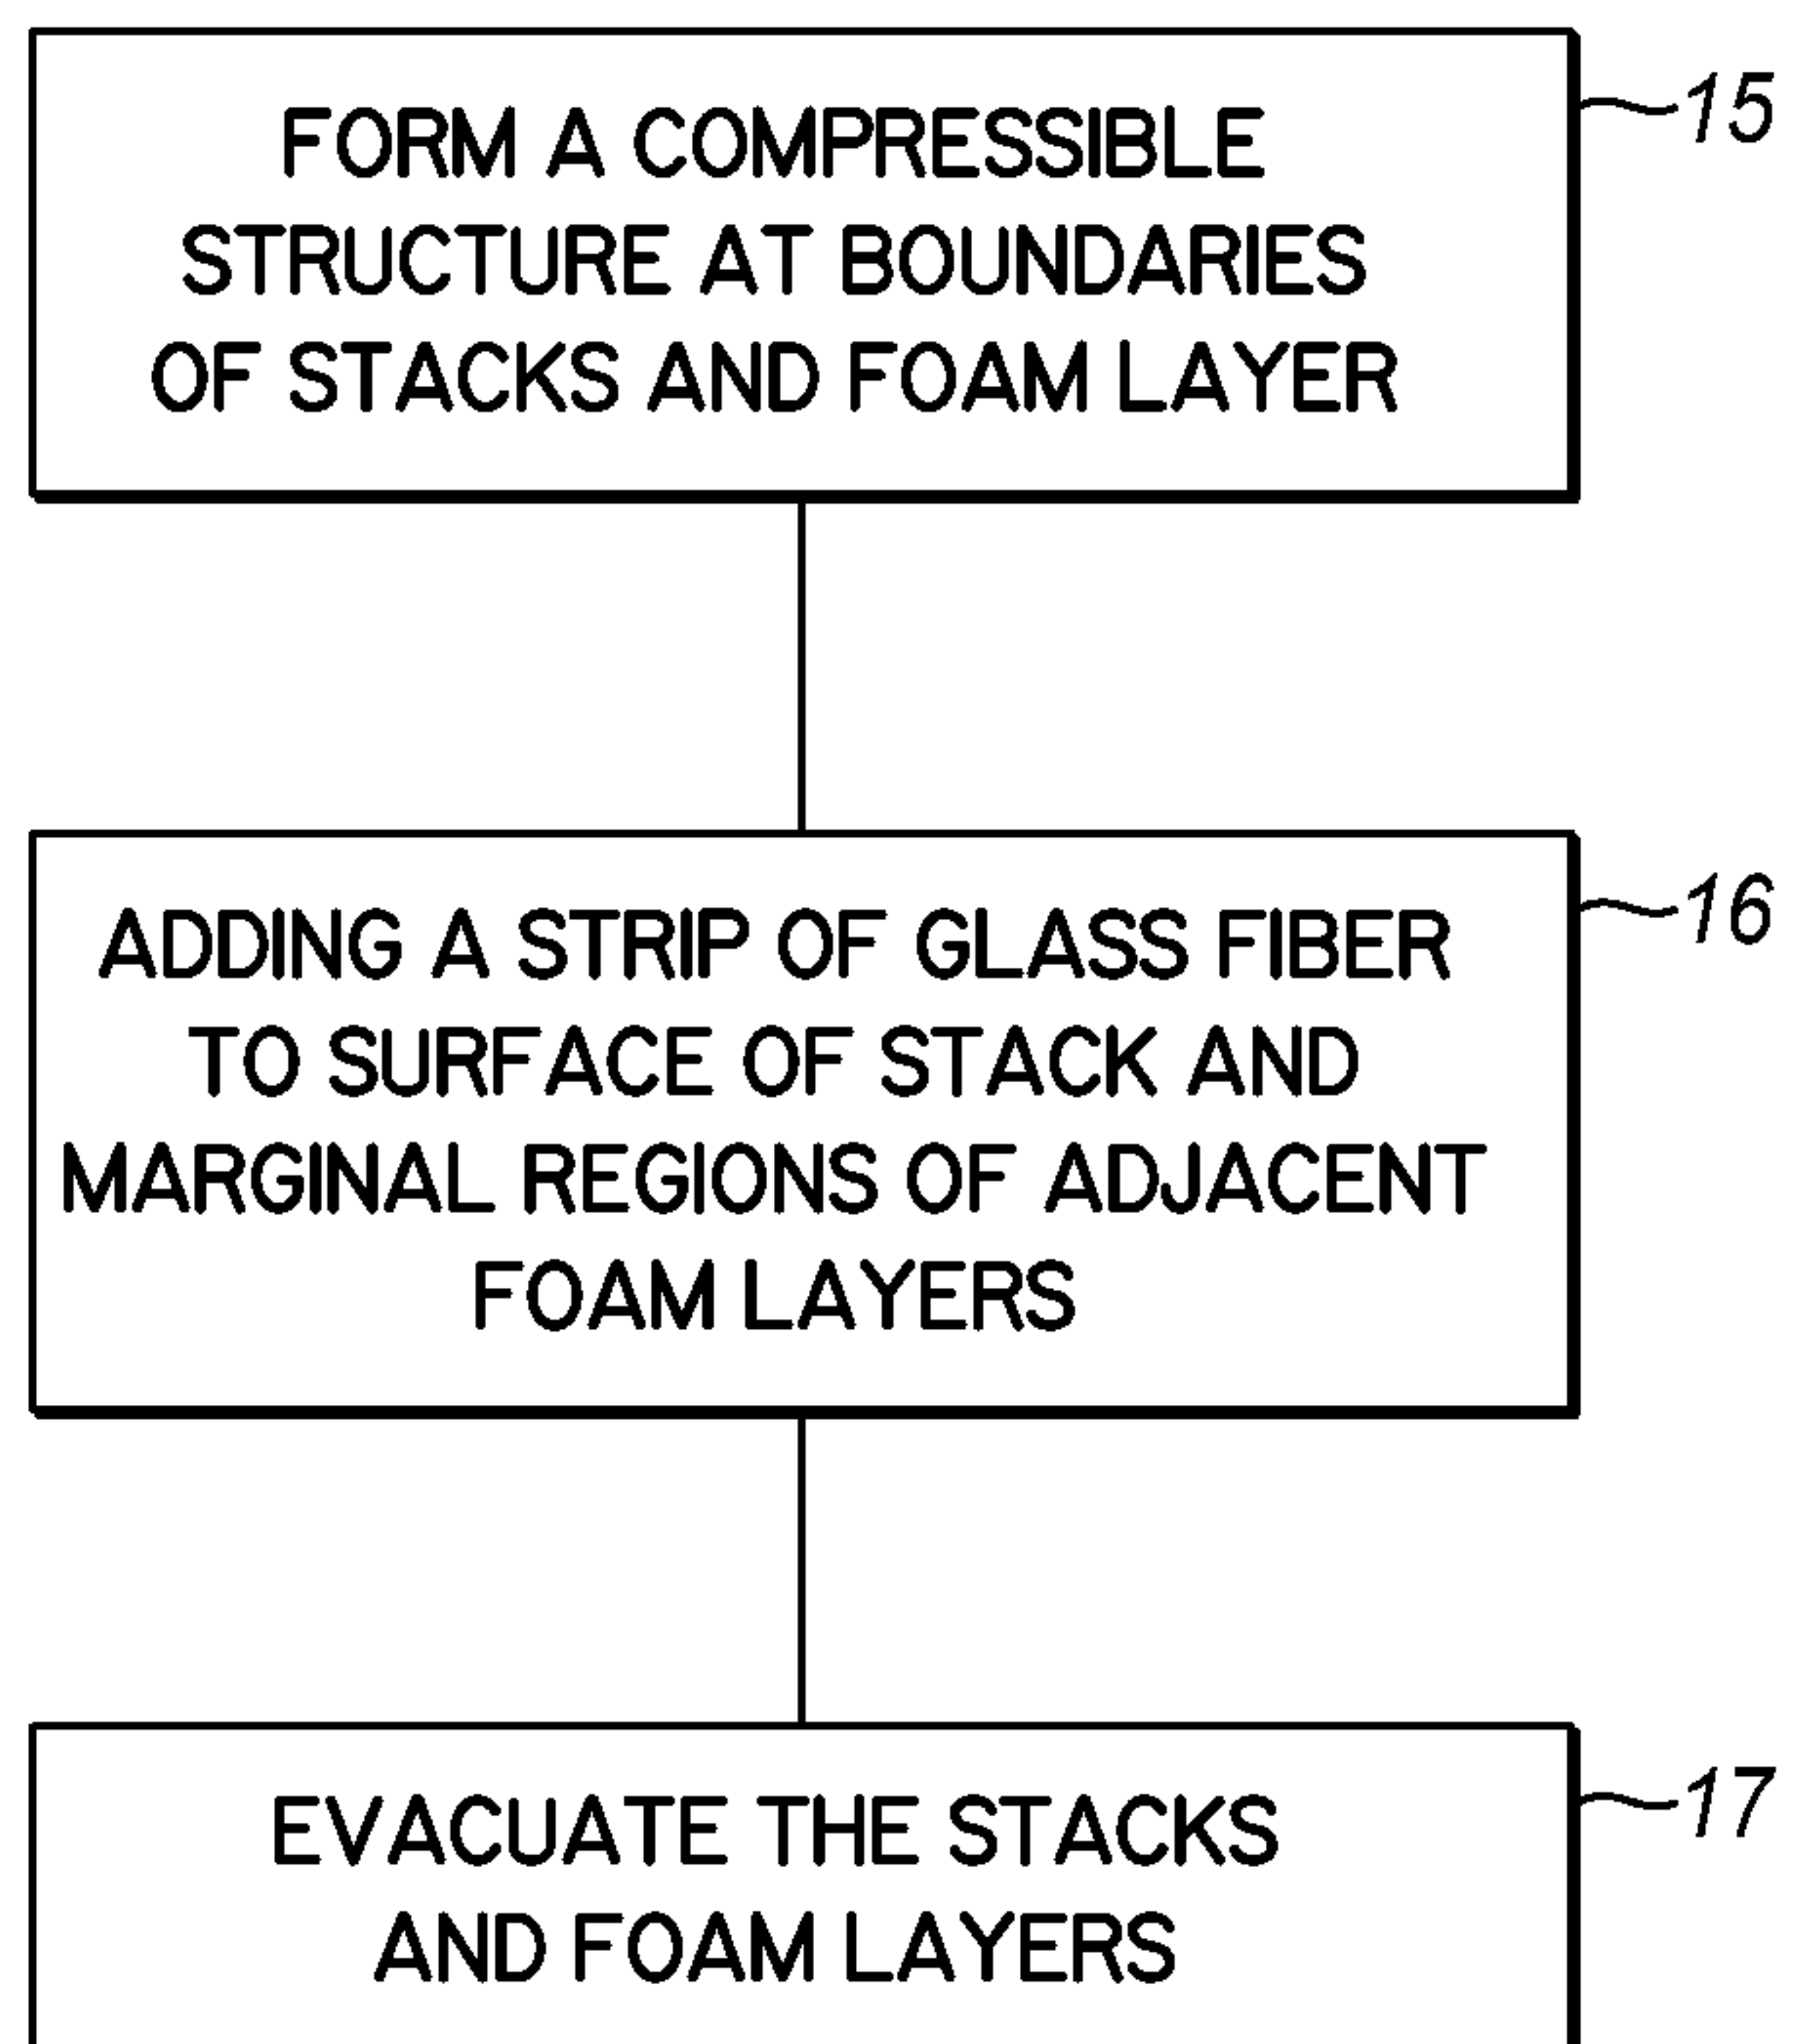 FORM A COMPRESSIBLE
STRUCTURE AT BOUNDARIES
OF STACKS AND FOAM LAYER
15
ADDING A STRIP OF GLASS FIBER
TO SURFACE OF STACK AND
MARGINAL REGIONS OF ADJACENT
FOAM LAYERS
16
EVACUATE THE STACKS
AND FOAM LAYERS
17